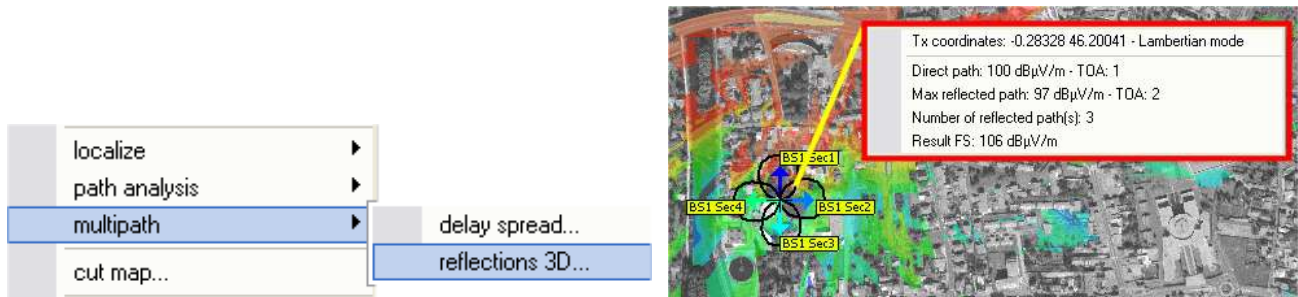 localize
path analysis
multipath
cut map...
delay spread...
reflections 3D...
Tx coordinates: -0.28328 46.20041 - Lambertian mode
Direct path: 100 dBµV/m - TOA: 1
Max reflected path: 97 dBµV/m - TOA: 2
Number of reflected path(s): 3
Result FS: 106 dBµV/m
BS1 Sec1
BS1 Sec4
BS1 Sec2
BS1 Sec3